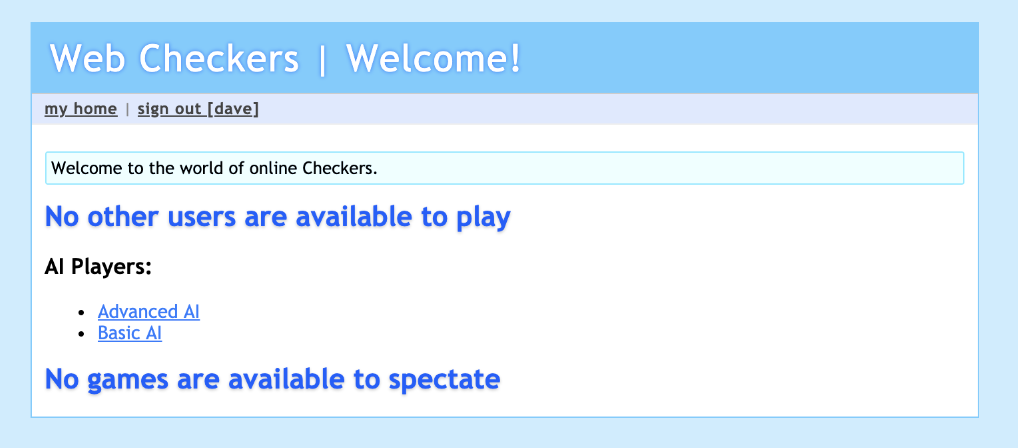 Web Checkers | Welcome!
my home | sign out [dave]
Welcome to the world of online Checkers.
No other users are available to play
AI Players:
• Advanced AI
• Basic AI
No games are available to spectate